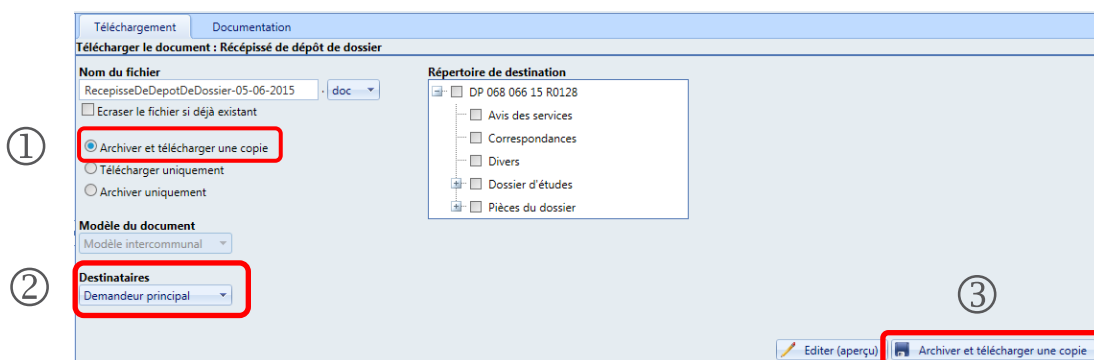 Téléchargement Documentation
Télécharger le document : Récépissé de dépôt de dossier
Nom du fichier
RecepisseDeDepotDeDossier-05-06-2015 . doc
Ecraser le fichier si déjà existant
①
Archiver et télécharger une copie
Télécharger uniquement
Archiver uniquement
Modèle du document
Modèle intercommunal
②
Destinataires
Demandeur principal
Répertoire de destination
DP 068 066 15 R0128
Avis des services
Correspondances
Divers
Dossier d'études
Pièces du dossier
③
Editer (aperçu) Archiver et télécharger une copie